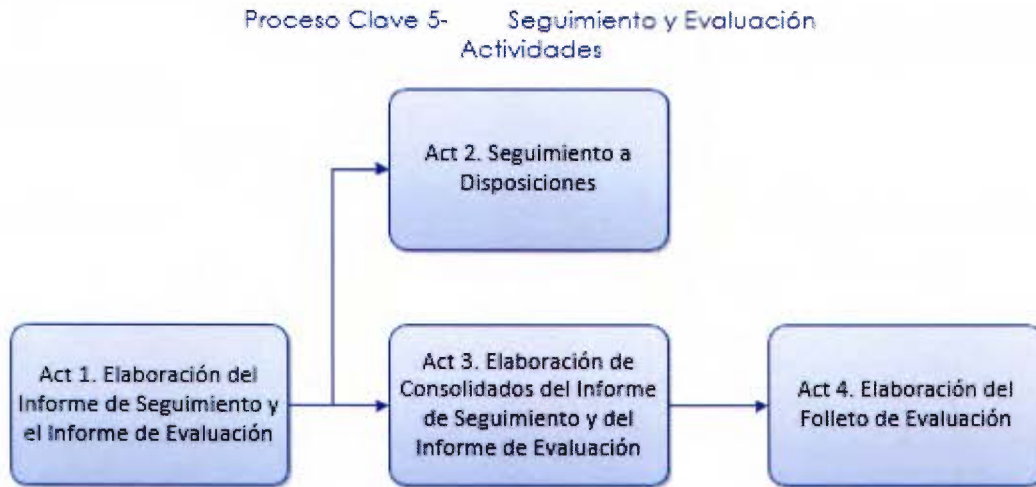 Proceso Clave 5- Seguimiento y Evaluación
Actividades
Act 2. Seguimiento a
Disposiciones
Act 1. Elaboración del
Informe de Seguimiento y
el Informe de Evaluación
Act 3. Elaboración de
Consolidados del Informe
de Seguimiento y del
Informe de Evaluación
Act 4. Elaboración del
Folleto de Evaluación